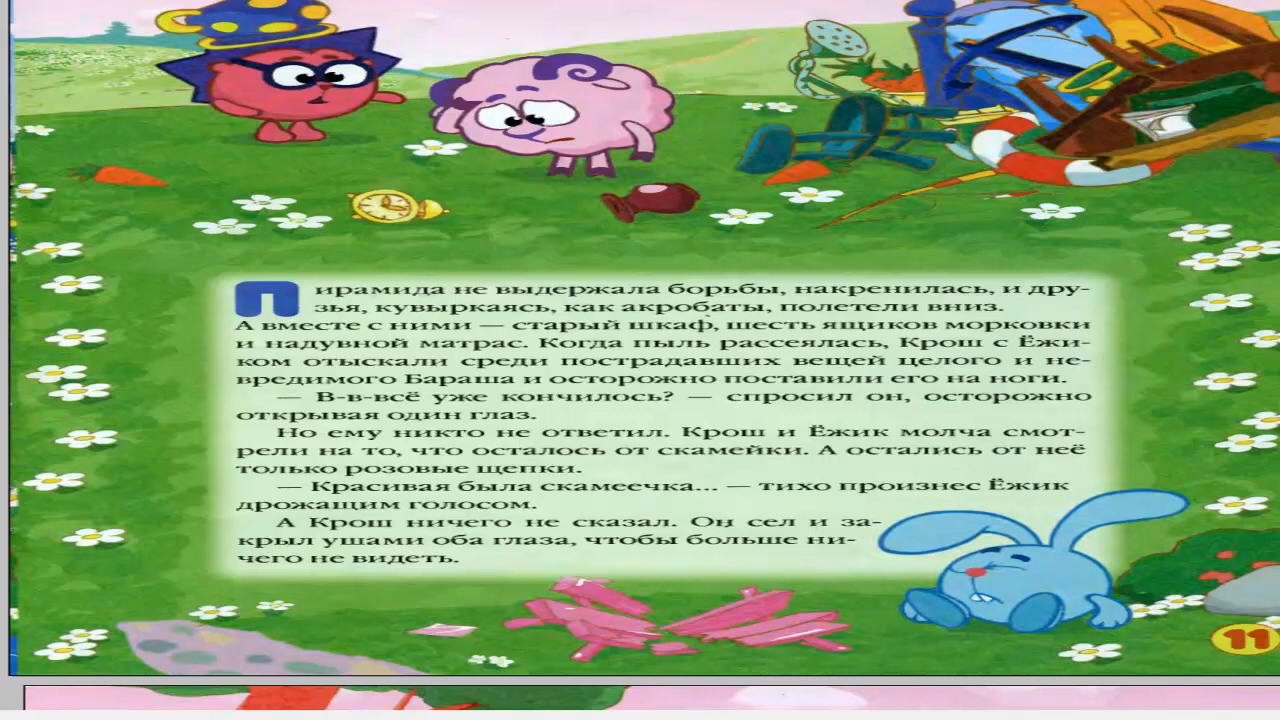 Пирамида не выдержала борьбы, накренилась, и дру-
зья, кувыркаясь, как акробаты, полетели вниз.
А вместе с ними — старый шкаф, шесть ящиков морковки
и надувной матрас. Когда пыль рассеялась, Крош с Ёжи-
ком отыскали среди пострадавших вещей целого и не-
вредимого Бараша и осторожно поставили его на ноги.
— В-в-всё уже кончилось? — спросил он, осторожно
открывая один глаз.
Но ему никто не ответил. Крош и Ёжик молча смот-
рели на то, что осталось от скамейки. А остались от неё
только розовые щепки.
— Красивая была скамеечка... — тихо произнес Ёжик
дрожащим голосом.
А Крош ничего не сказал. Он сел и за-
крыл ушами оба глаза, чтобы больше ни-
чего не видеть.
11